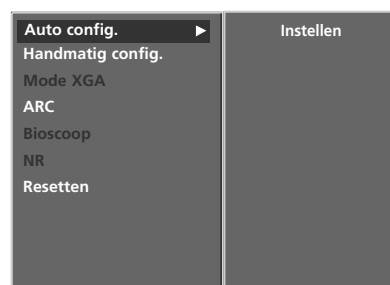 Auto config. ▶ Instellen
Handmatig config.
Mode XGA
ARC
Bioscoop
NR
Resetten